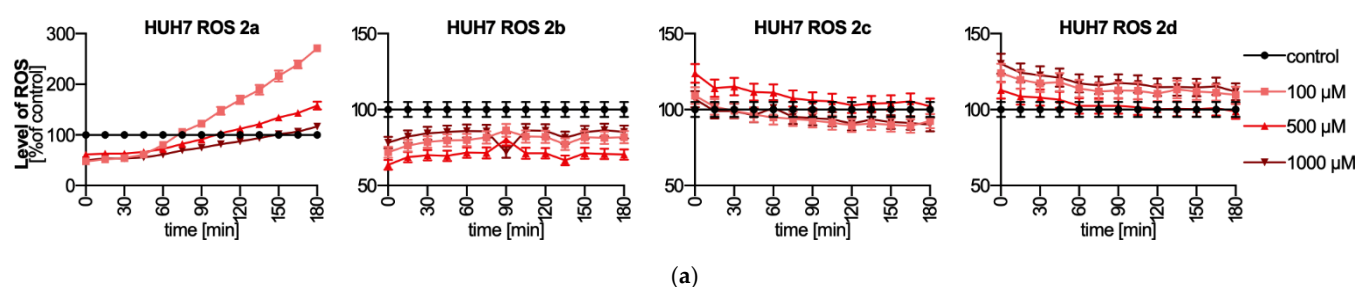 HUH7 ROS 2a
HUH7 ROS 2b
HUH7 ROS 2c
HUH7 ROS 2d
Level of ROS
[%of control]
300
200
100
0
0
30
60
90
120
150
180
time [min]
150
100
50
0
30
60
90
120
150
180
time [min]
150
100
50
0
30
60
90
120
150
180
time [min]
150
100
50
0
30
60
90
120
150
180
time [min]
control
100 µM
500 µM
1000 µM
(a)